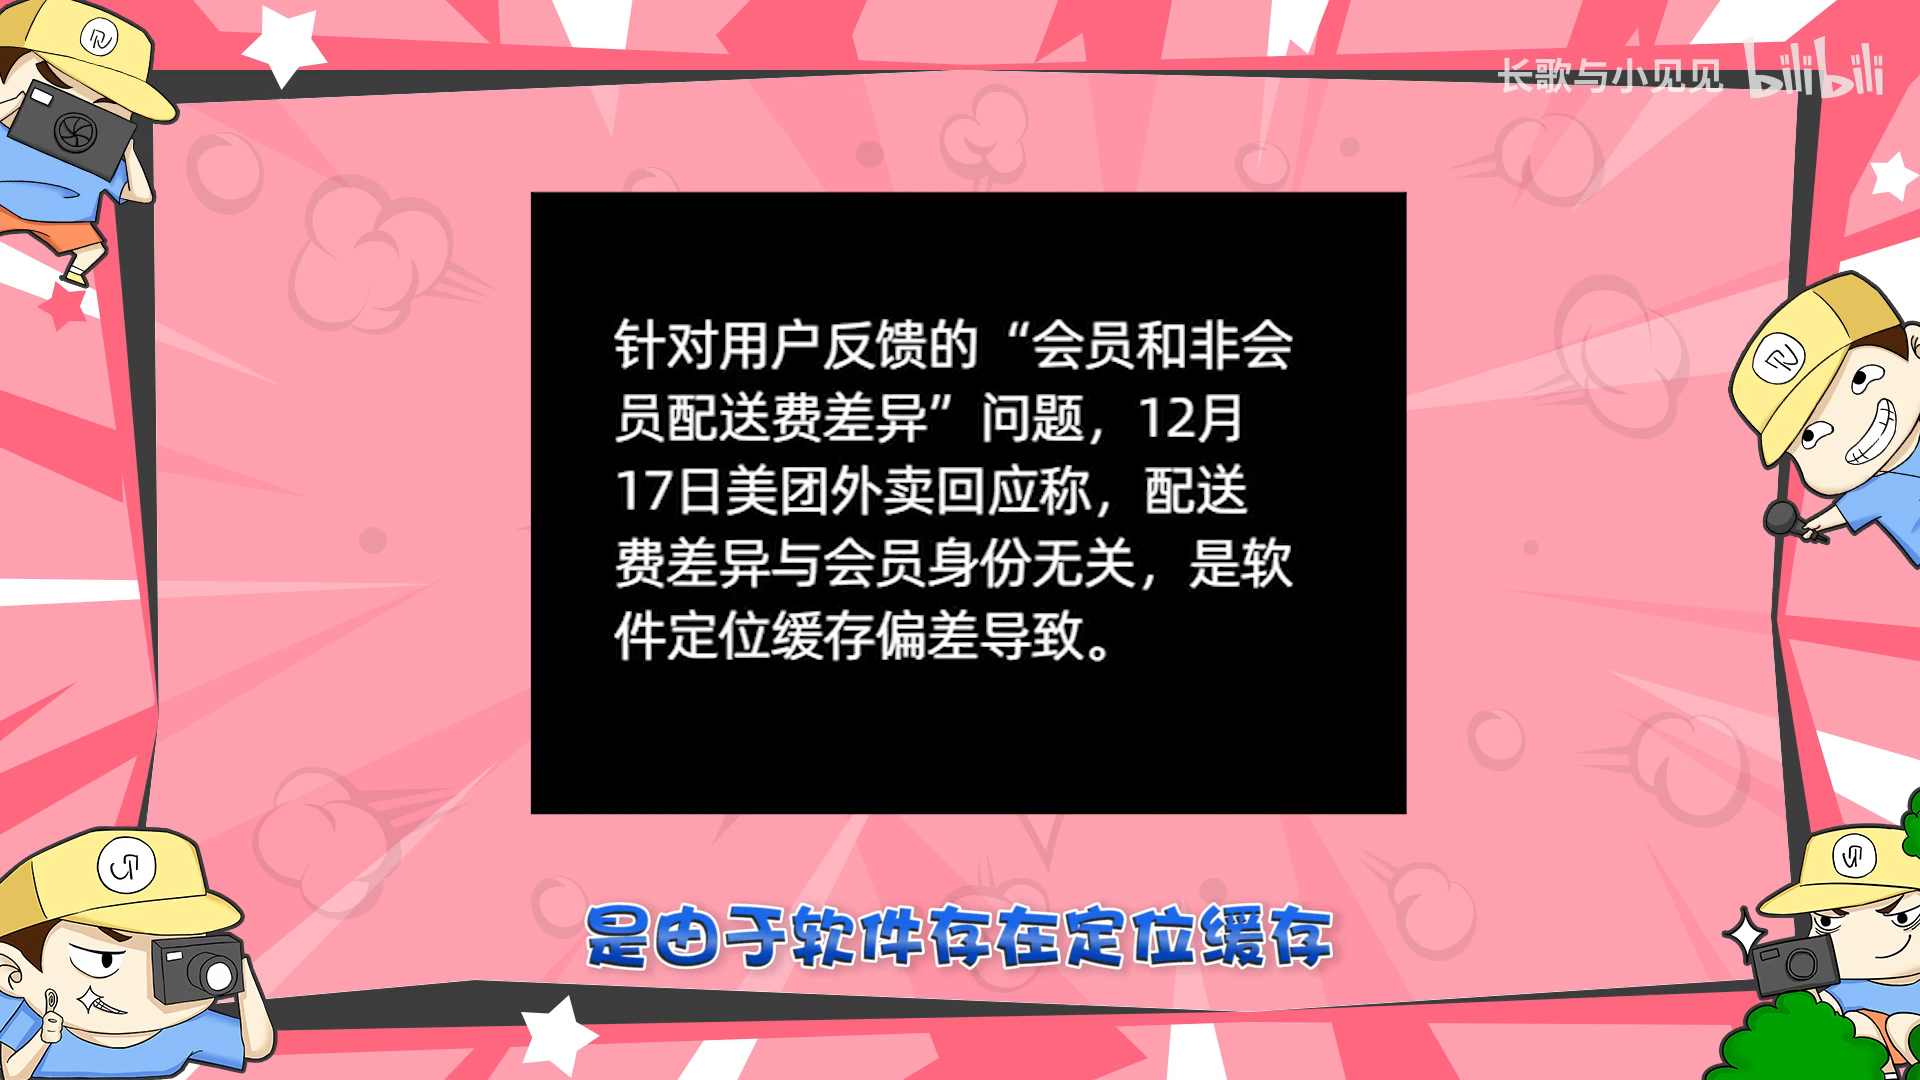 长歌与小见见 bilibili
针对用户反馈的“会员和非会
员配送费差异”问题，12月
17日美团外卖回应称，配送
费差异与会员身份无关，是软
件定位缓存偏差导致。
是由于软件存在定位缓存